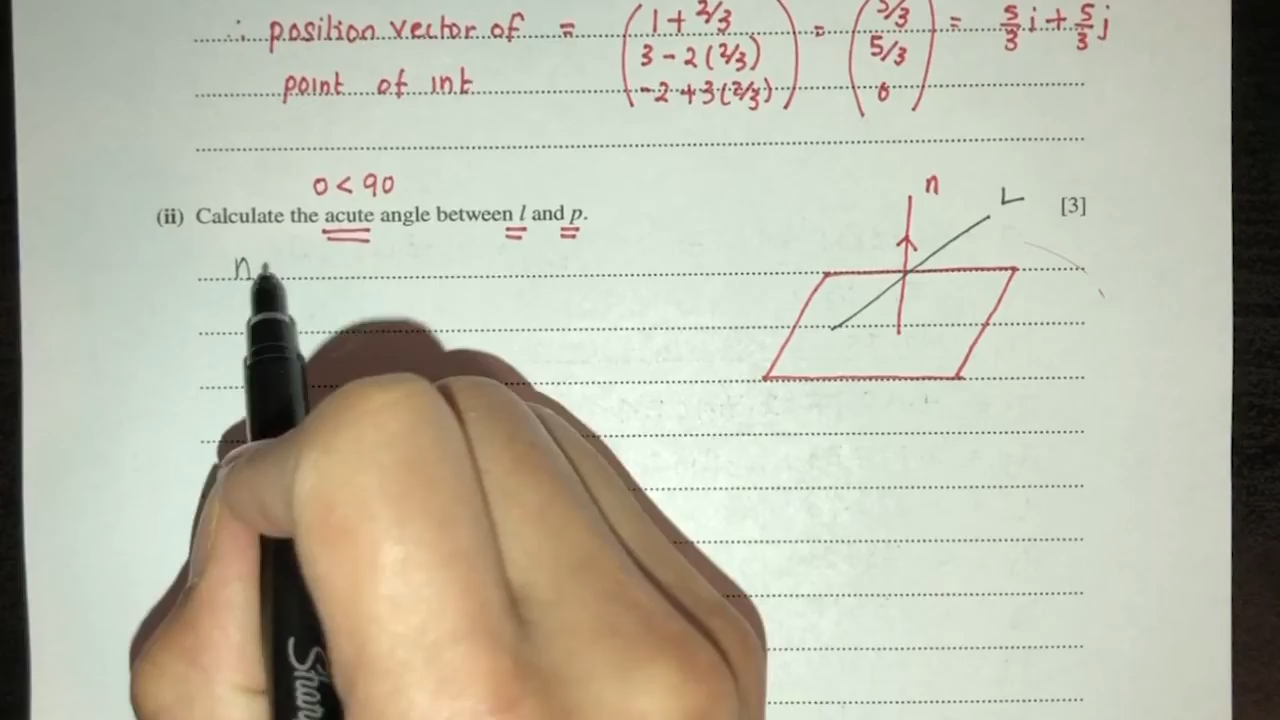 ∴ position vector of = (1 + 2/3) = (5/3) = 5/3 i + 5/3 j
3 - 2(2/3) 5/3
point of int -2 + 3(2/3) 0
0 < 90
(ii) Calculate the acute angle between l and p. [3]
n L
n
Shar